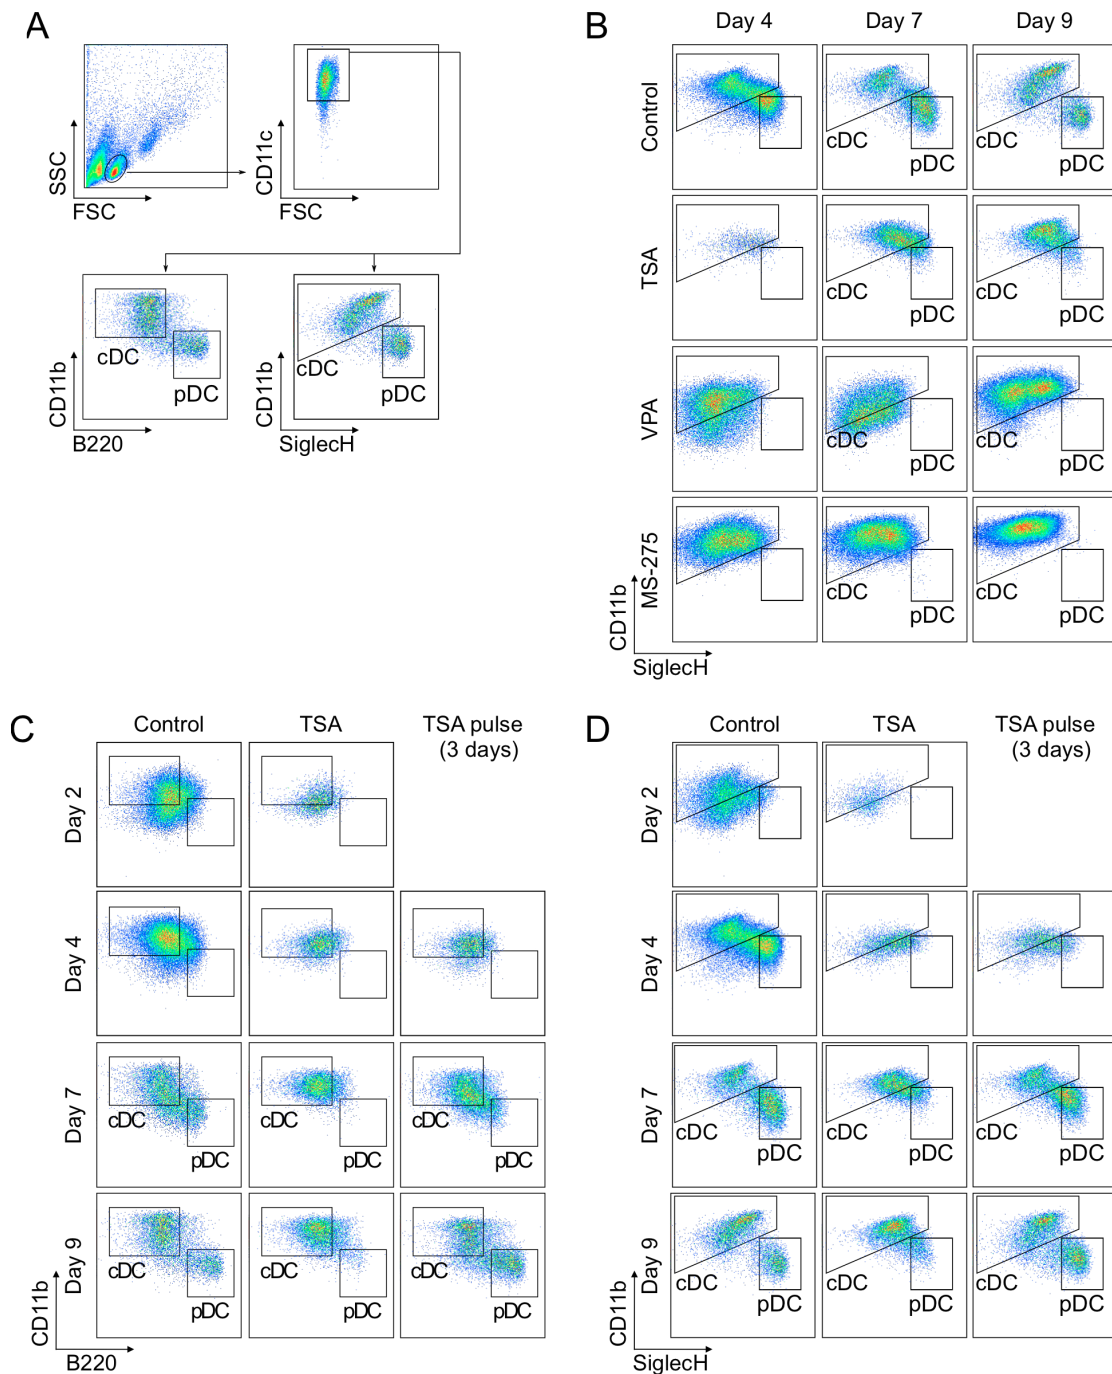 A
SSC
FSC
CD11c
FSC
CD11b
cDC
pDC
B220
CD11b
cDC
pDC
SiglecH
B
Day 4 Day 7 Day 9
Control
cDC pDC cDC pDC
TSA
cDC pDC cDC pDC
VPA
cDC pDC cDC pDC
MS-275
cDC pDC cDC pDC
CD11b
SiglecH
C
Control TSA TSA pulse
(3 days)
Day 2
Day 4
Day 7
cDC pDC cDC pDC cDC pDC
Day 9
cDC pDC cDC pDC cDC pDC
CD11b
B220
D
Control TSA TSA pulse
(3 days)
Day 2
Day 4
Day 7
cDC pDC cDC pDC cDC pDC
Day 9
cDC pDC cDC pDC cDC pDC
CD11b
SiglecH